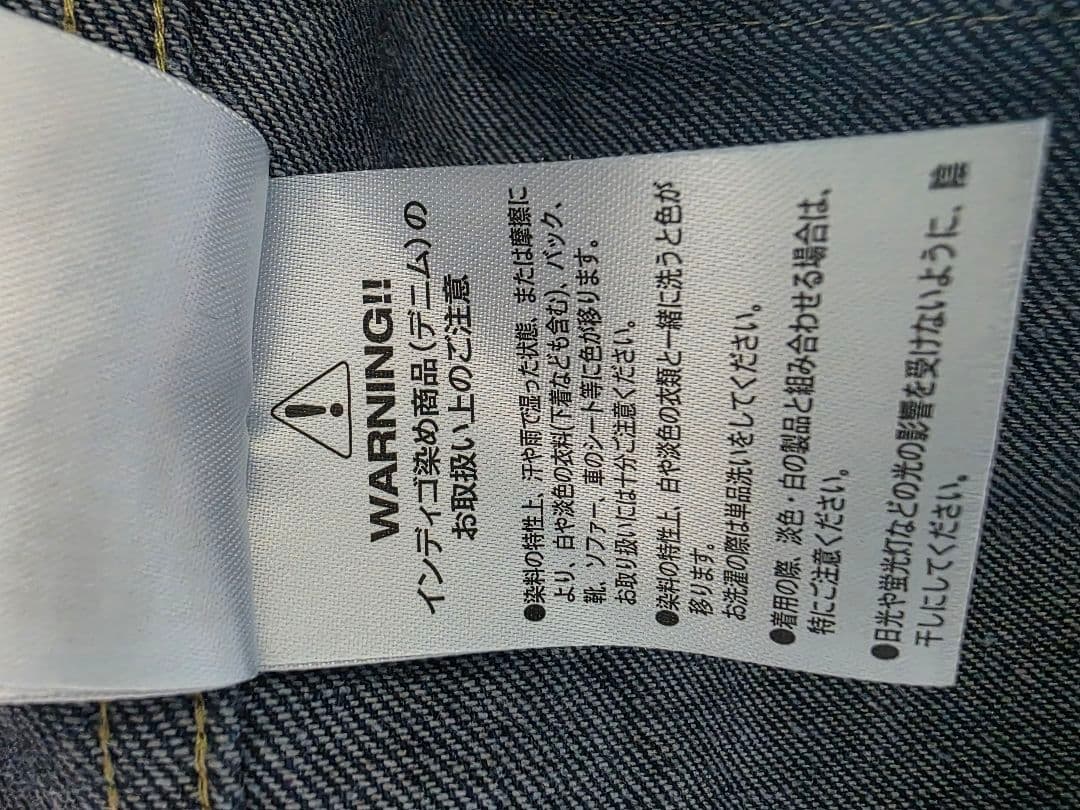 WARNING!!
インディゴ染め商品(デニム)の
お取扱い上のご注意
●染料の特性上、汗や雨で湿った状態、または摩擦に
より、白や淡色の衣料(下着なども含む)、バック、
靴、ソファー、車のシート等に色が移ります。
お取り扱いには十分ご注意ください。
●染料の特性上、白や淡色の衣類と一緒に洗うと色が
移ります。
お洗濯の際は単品洗いをしてください。
●着用の際、淡色・白の製品と組み合わせる場合は、
特にご注意ください。
●日光や蛍光灯などの光の影響を受けないように、陰
干しにしてください。